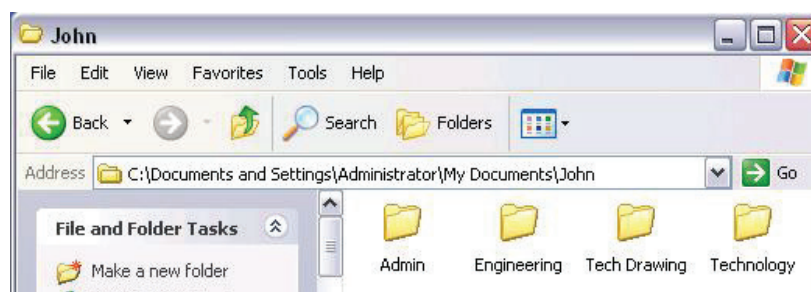 John
File Edit View Favorites Tools Help
Back Search Folders
Address C:\Documents and Settings\Administrator\My Documents\John Go
File and Folder Tasks
Make a new folder
Admin Engineering Tech Drawing Technology